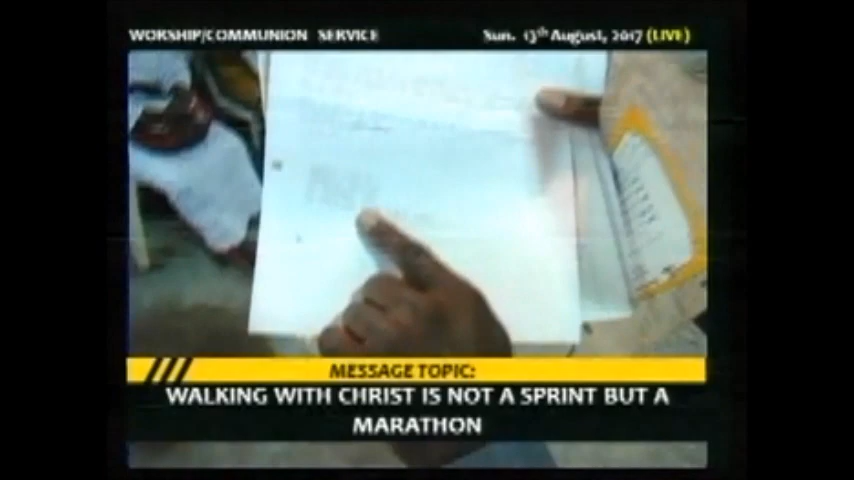 WORSHIP/COMMUNION SERVICE
Sun. 13th August, 2017 (LIVE)
MESSAGE TOPIC:
WALKING WITH CHRIST IS NOT A SPRINT BUT A
MARATHON